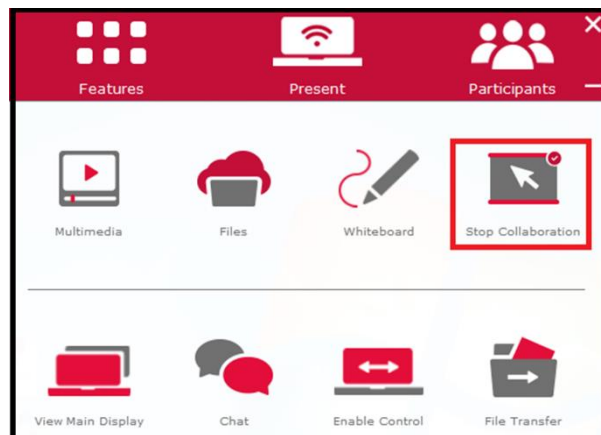 Features
Present
Participants
Multimedia
Files
Whiteboard
Stop Collaboration
View Main Display
Chat
Enable Control
File Transfer